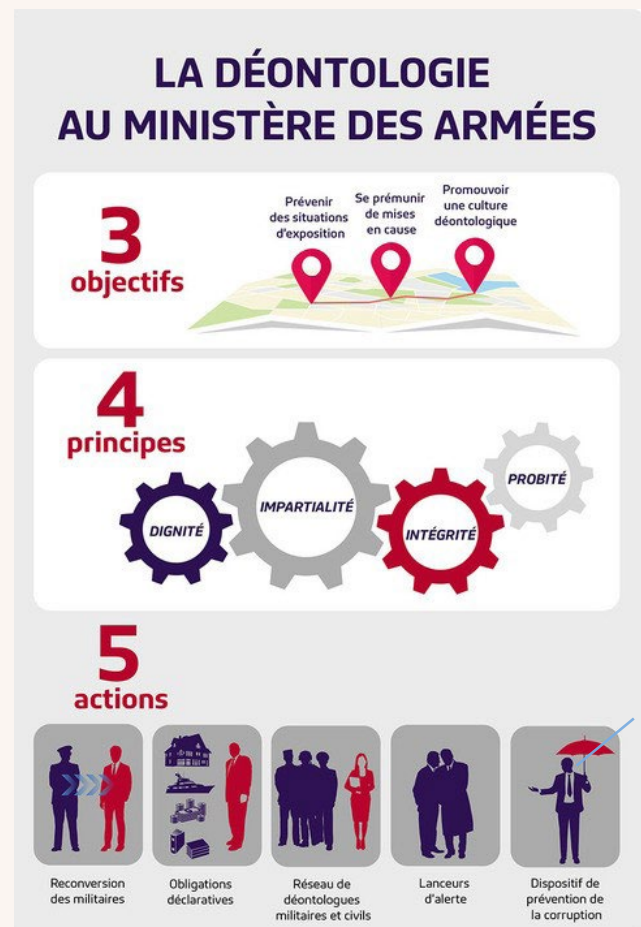 LA DÉONTOLOGIE
AU MINISTÈRE DES ARMÉES
3
objectifs
Prévenir
des situations
d'exposition
Se prémunir
de mises
en cause
Promouvoir
une culture
déontologique
4
principes
DIGNITÉ
IMPARTIALITÉ
INTÉGRITÉ
PROBITÉ
5
actions
Reconversion
des militaires
Obligations
déclaratives
Réseau de
déontologues
militaires et civils
Lanceurs
d'alerte
Dispositif de
prévention de
la corruption